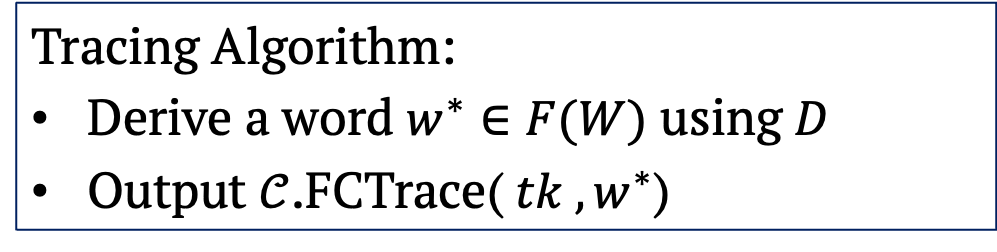 Tracing Algorithm:
• Derive a word w* ∈ F(W) using D
• Output 𝒞.FCTrace( tk , w*)